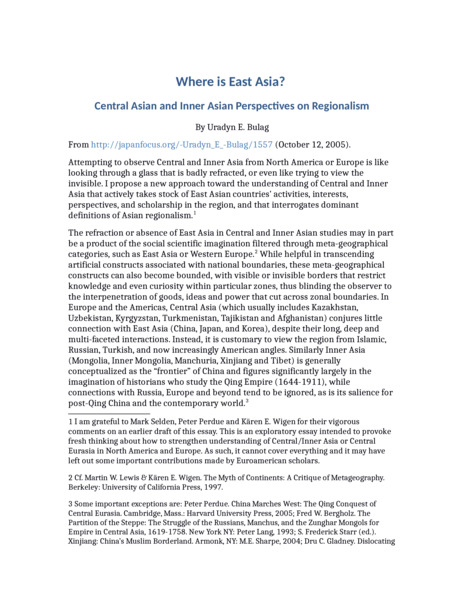 Where is East Asia?
Central Asian and Inner Asian Perspectives on Regionalism
By Uradyn E. Bulag
From http://japanfocus.org/-Uradyn_E_-Bulag/1557 (October 12, 2005).
Attempting to observe Central and Inner Asia from North America or Europe is like
looking through a glass that is badly refracted, or even like trying to view the
invisible. I propose a new approach toward the understanding of Central and Inner
Asia that actively takes stock of East Asian countries' activities, interests,
perspectives, and scholarship in the region, and that interrogates dominant
definitions of Asian regionalism.1
The refraction or absence of East Asia in Central and Inner Asian studies may in part
be a product of the social scientific imagination filtered through meta-geographical
categories, such as East Asia or Western Europe.2 While helpful in transcending
artificial constructs associated with national boundaries, these meta-geographical
constructs can also become bounded, with visible or invisible borders that restrict
knowledge and even curiosity within particular zones, thus blinding the observer to
the interpenetration of goods, ideas and power that cut across zonal boundaries. In
Europe and the Americas, Central Asia (which usually includes Kazakhstan,
Uzbekistan, Kyrgyzstan, Turkmenistan, Tajikistan and Afghanistan) conjures little
connection with East Asia (China, Japan, and Korea), despite their long, deep and
multi-faceted interactions. Instead, it is customary to view the region from Islamic,
Russian, Turkish, and now increasingly American angles. Similarly Inner Asia
(Mongolia, Inner Mongolia, Manchuria, Xinjiang and Tibet) is generally
conceptualized as the “frontier” of China and figures significantly largely in the
imagination of historians who study the Qing Empire (1644-1911), while
connections with Russia, Europe and beyond tend to be ignored, as is its salience for
post-Qing China and the contemporary world.3
1 I am grateful to Mark Selden, Peter Perdue and Kären E. Wigen for their vigorous
comments on an earlier draft of this essay. This is an exploratory essay intended to provoke
fresh thinking about how to strengthen understanding of Central/Inner Asia or Central
Eurasia in North America and Europe. As such, it cannot cover everything and it may have
left out some important contributions made by Euroamerican scholars.
2 Cf. Martin W. Lewis & Kären E. Wigen. The Myth of Continents: A Critique of Metageography.
Berkeley: University of California Press, 1997.
3 Some important exceptions are: Peter Perdue. China Marches West: The Qing Conquest of
Central Eurasia. Cambridge, Mass.: Harvard University Press, 2005; Fred W. Bergholz. The
Partition of the Steppe: The Struggle of the Russians, Manchus, and the Zunghar Mongols for
Empire in Central Asia, 1619-1758. New York NY: Peter Lang, 1993; S. Frederick Starr (ed.).
Xinjiang: China's Muslim Borderland. Armonk, NY: M.E. Sharpe, 2004; Dru C. Gladney. Dislocating